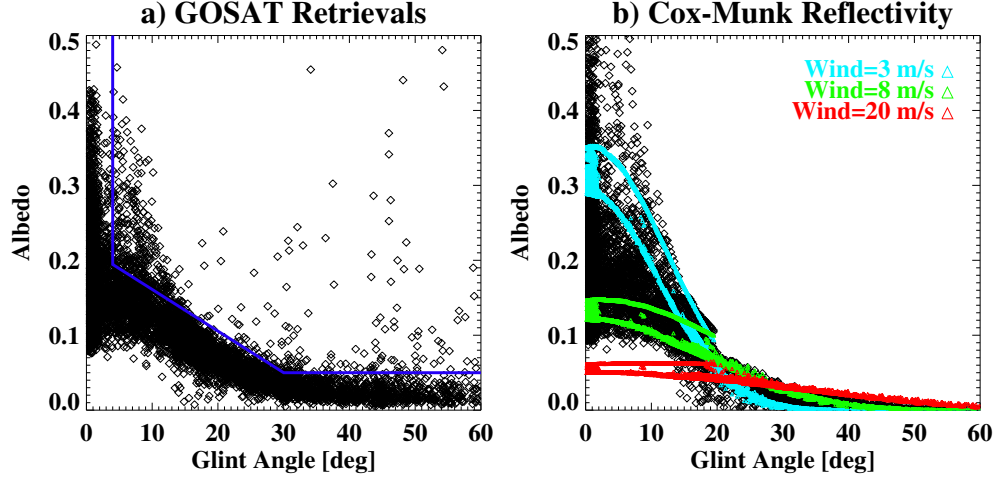 a) GOSAT Retrievals
b) Cox-Munk Reflectivity
0.5
0.4
0.3
0.2
0.1
0.0
Albedo
0 10 20 30 40 50 60
Glint Angle [deg]
0.5
0.4
0.3
0.2
0.1
0.0
Albedo
Wind=3 m/s
Wind=8 m/s
Wind=20 m/s
0 10 20 30 40 50 60
Glint Angle [deg]